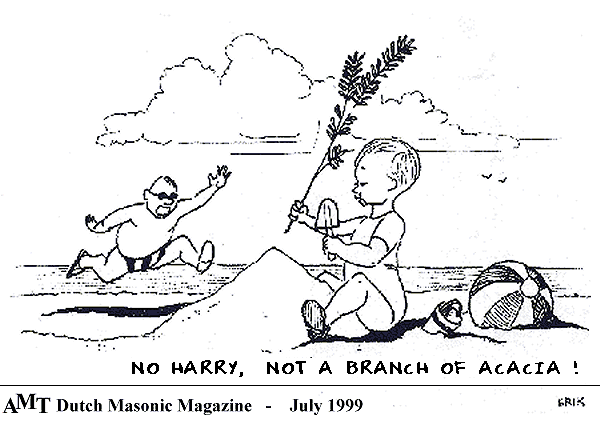 NO HARRY, NOT A BRANCH OF ACACIA !
AMT Dutch Masonic Magazine - July 1999
ERIK